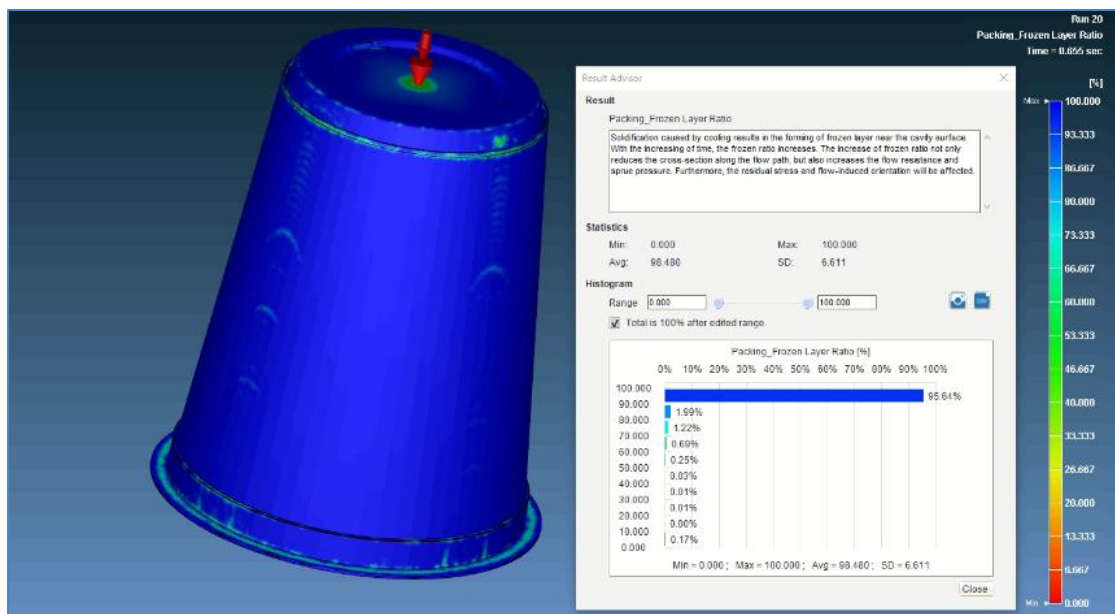 Run 20
Packing_Frozen Layer Ratio
Time = 0.655 sec
[%]
Max
100.000
93.333
86.667
80.000
73.333
66.667
60.000
53.333
46.667
40.000
33.333
26.667
20.000
13.333
6.667
Min
0.000
Result Advisor
Result
Packing_Frozen Layer Ratio
Solidification caused by cooling results in the forming of frozen layer near the cavity surface.
With the increasing of time, the frozen ratio increases. The increase of frozen ratio not only
reduces the cross-section along the flow path, but also increases the flow resistance and
sprue pressure. Furthermore, the residual stress and flow-induced orientation will be affected.
Statistics
Min: 0.000 Max: 100.000
Avg: 98.480 SD: 6.611
Histogram
Range 0.000 100.000
Total is 100% after edited range.
Packing_Frozen Layer Ratio [%]
0% 10% 20% 30% 40% 50% 60% 70% 80% 90% 100%
100.000
95.64%
90.000
1.99%
80.000
1.22%
70.000
0.69%
60.000
0.25%
50.000
0.03%
40.000
0.01%
30.000
0.01%
20.000
0.00%
10.000
0.17%
0.000
Min = 0.000 ; Max = 100.000 ; Avg = 98.480 ; SD = 6.611
Close